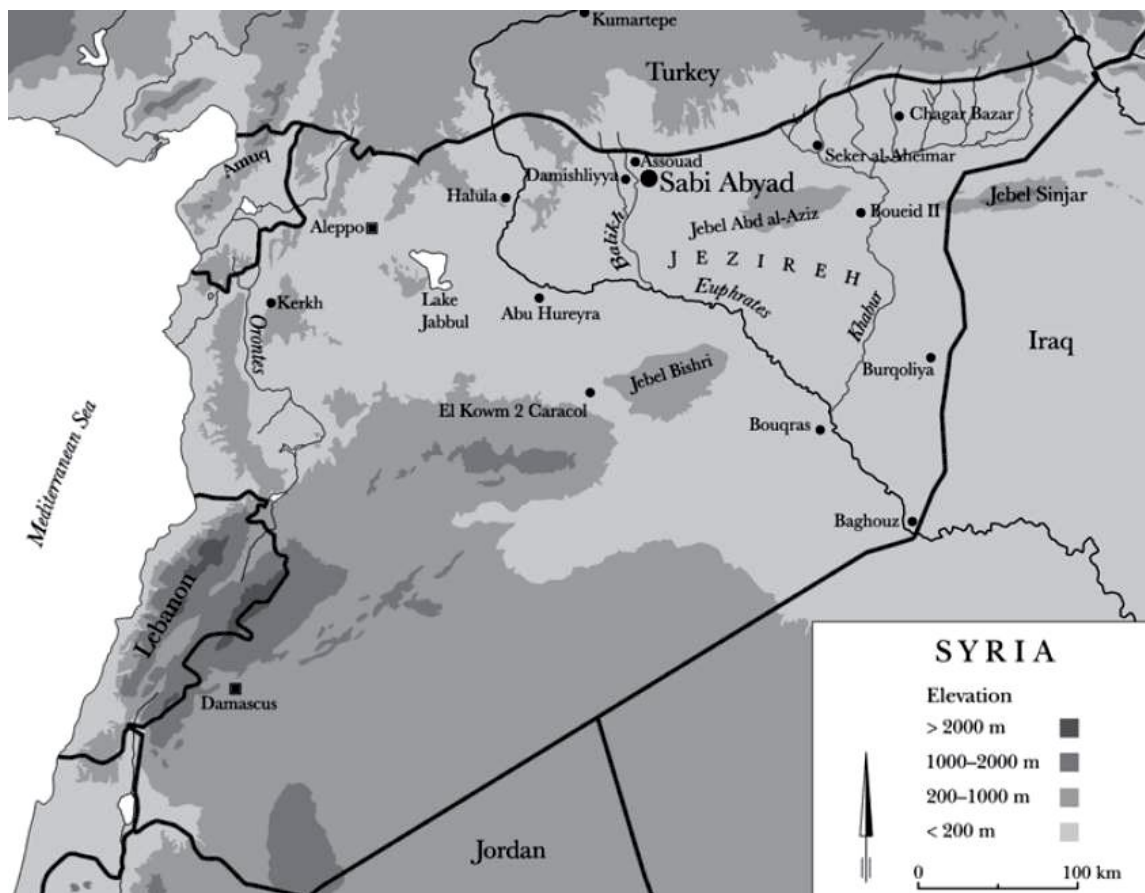 Kumartepe
Turkey
Chagar Bazar
Amuq
Assouad
Seker al-Aheimar
Damishliyya
Sabi Abyad
Halula
Jebel Sinjar
Boueid II
Jebel Abd al-Aziz
Aleppo
Balikh
JEZIREH
Kerkh
Lake
Jabbul
Abu Hureyra
Euphrates
Khabur
Orontes
Iraq
Burqoliya
Jebel Bishri
El Kowm 2 Caracol
Bouqras
Mediterranean Sea
Baghouz
Lebanon
Damascus
Jordan
SYRIA
Elevation
> 2000 m
1000–2000 m
200–1000 m
< 200 m
0 100 km